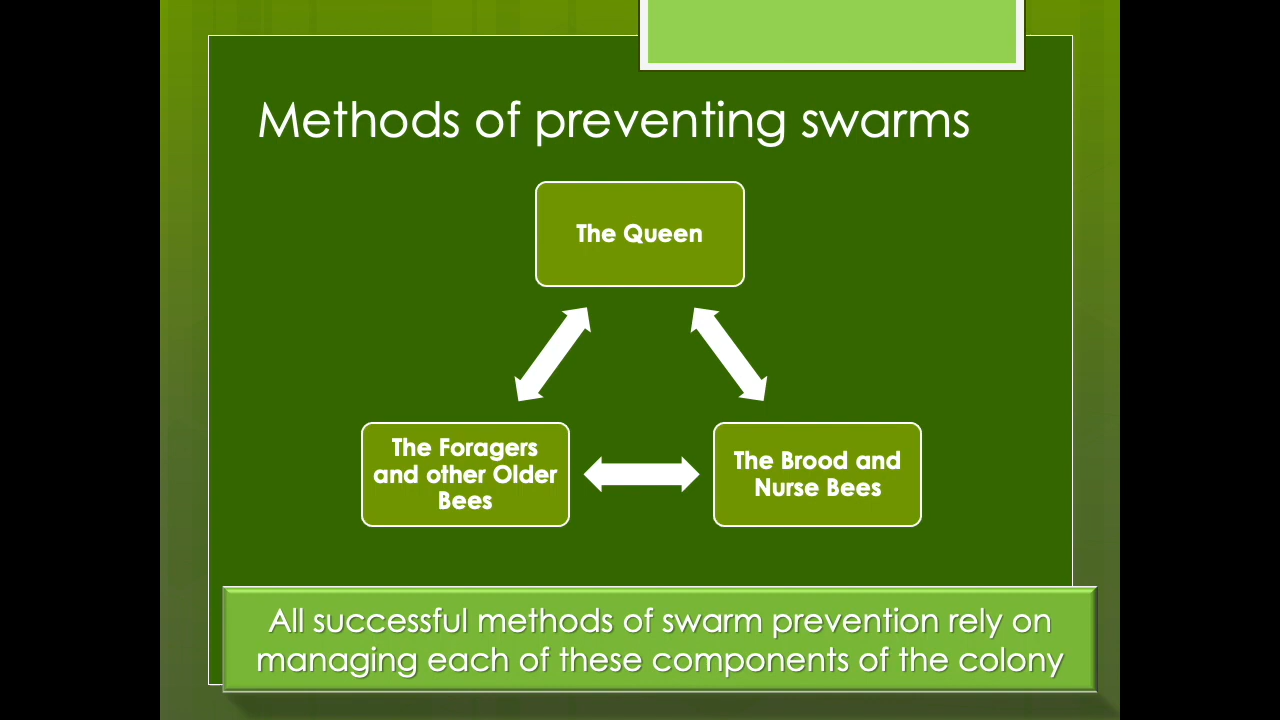 Methods of preventing swarms
The Queen
The Foragers
and other Older
Bees
The Brood and
Nurse Bees
All successful methods of swarm prevention rely on
managing each of these components of the colony